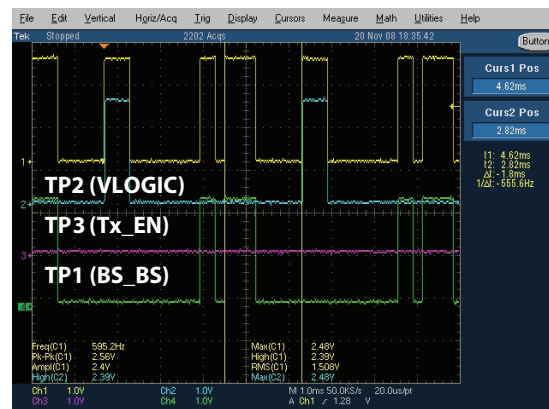 File Edit Vertical Horiz/Acq Trig Display Cursors Measure Math Utilities Help
Tek Stopped 2202 Acqs 20 Nov 08 18:35:42
Button
Curs1 Pos
4.62ms
Curs2 Pos
2.82ms
t1: 4.62ms
t2: 2.82ms
Δt: -1.8ms
1/Δt: -555.6Hz
1
TP2 (VLOGIC)
2
TP3 (Tx_EN)
3
TP1 (BS_BS)
4
Freq(C1) 595.2Hz Max(C1) 2.48V
Pk-Pk(C1) 2.56V High(C1) 2.39V
Ampl(C1) 2.4V RMS(C1) 1.508V
High(C2) 2.39V Max(C2) 2.48V
Ch1 1.0V Ch2 1.0V M 1.0ms 50.0KS/s 20.0us/pt
Ch3 1.0V Ch4 1.0V A Ch1 1.28 V